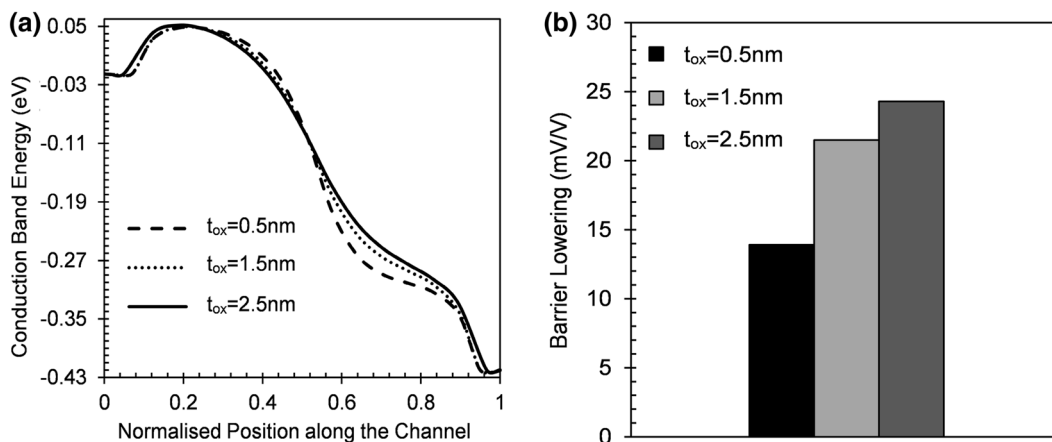 (a)
Conduction Band Energy (eV)
0.05
-0.03
-0.11
-0.19
-0.27
-0.35
-0.43
tox=0.5nm
tox=1.5nm
tox=2.5nm
0 0.2 0.4 0.6 0.8 1
Normalised Position along the Channel
(b)
Barrier Lowering (mV/V)
30
25
20
15
10
5
0
tox=0.5nm
tox=1.5nm
tox=2.5nm